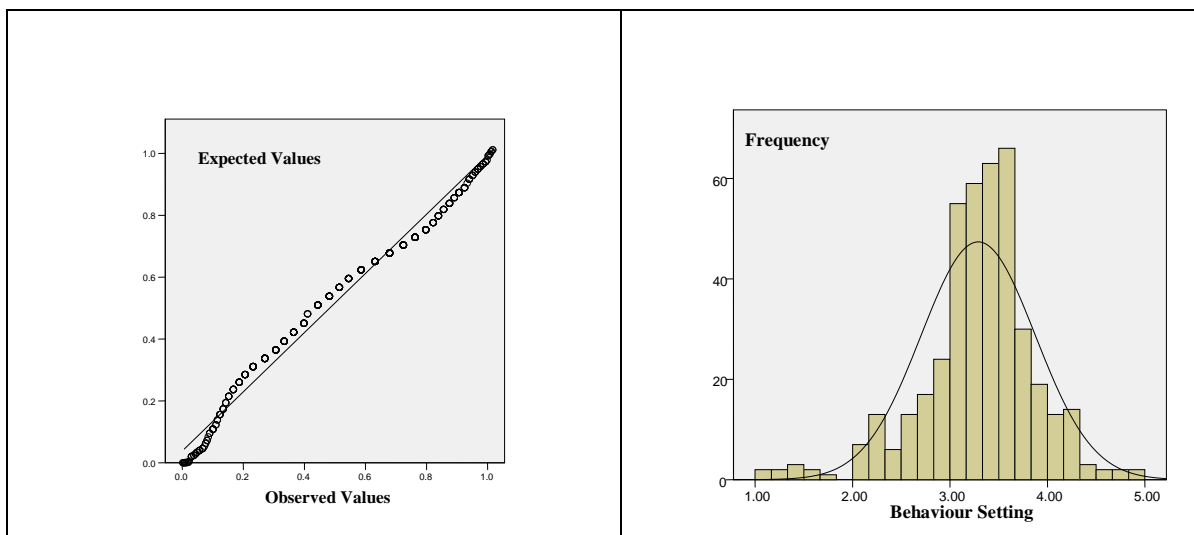 Expected Values
1.0
0.8
0.6
0.4
0.2
0.0
0.0 0.2 0.4 0.6 0.8 1.0
Observed Values
Frequency
60
40
20
0
1.00 2.00 3.00 4.00 5.00
Behaviour Setting